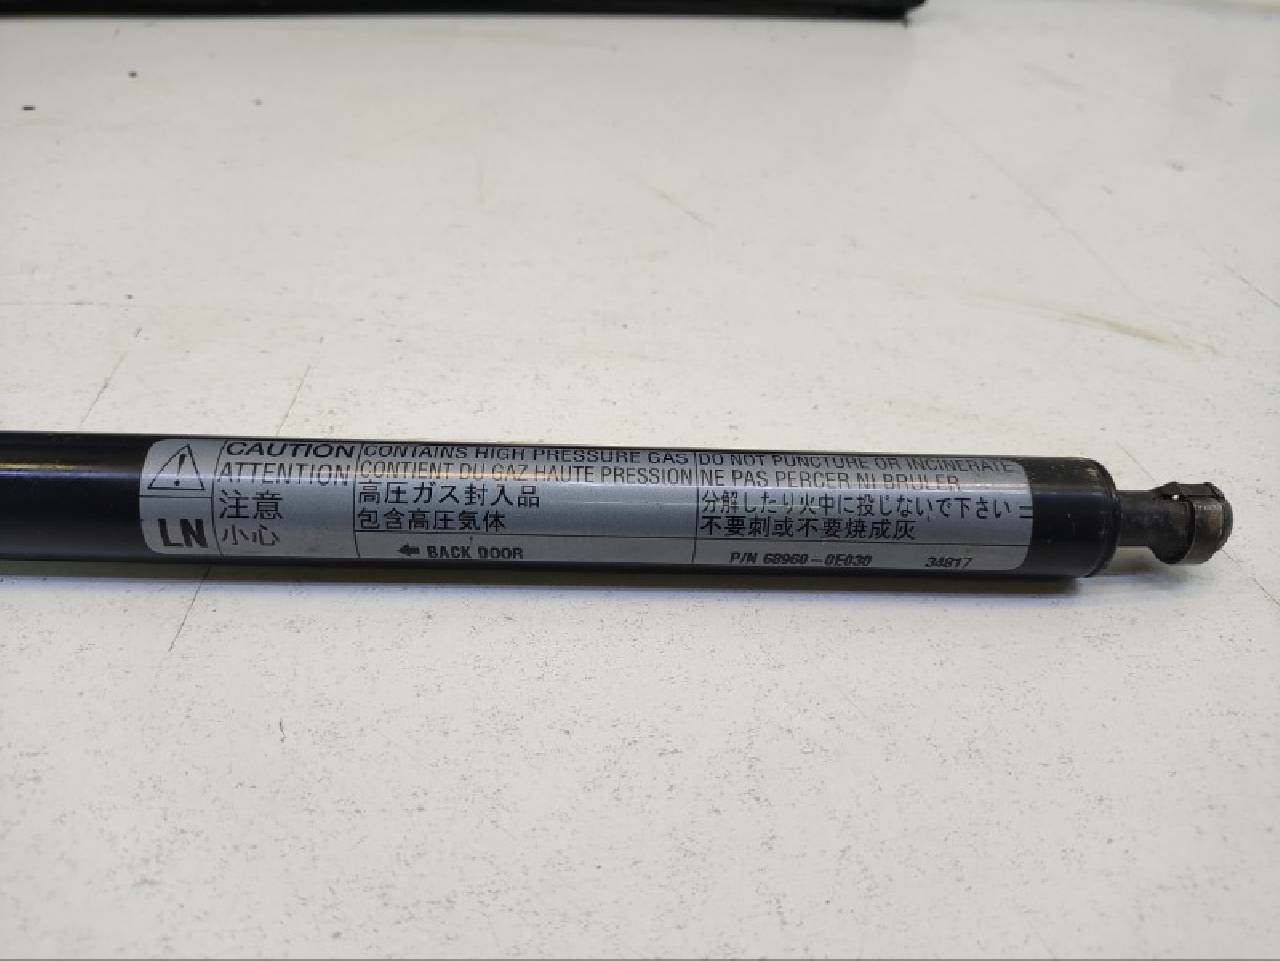 CAUTION
ATTENTION
注意
小心
LN
CONTAINS HIGH PRESSURE GAS
CONTIENT DU GAZ HAUTE PRESSION
高圧ガス封入品
包含高圧気体
BACK DOOR
DO NOT PUNCTURE OR INCINERATE
NE PAS PERCER NI BRULER
分解したり火中に投じないで下さい
不要刺或不要焼成灰
P/N 68960-0E030 34817